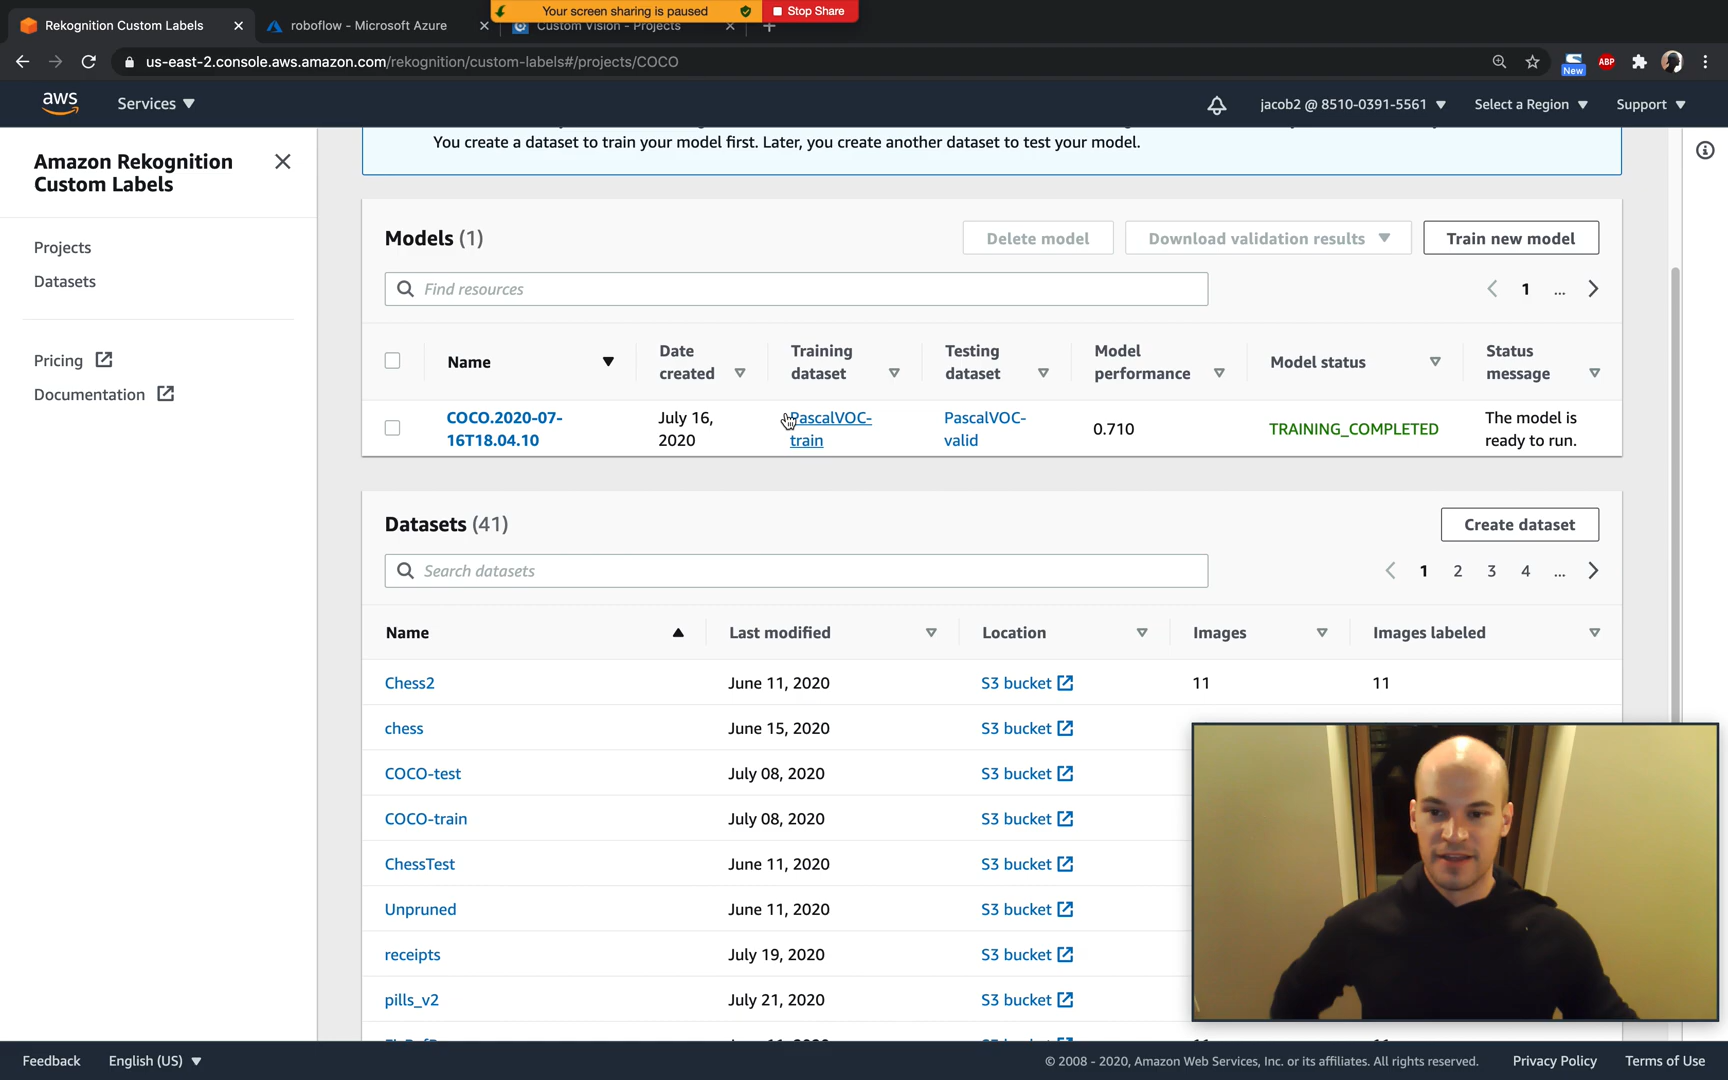 Rekognition Custom Labels
roboflow - Microsoft Azure
Your screen sharing is paused
Stop Share
Custom Vision - Projects
us-east-2.console.aws.amazon.com/rekognition/custom-labels#/projects/COCO
New
ABP
aws
Services
jacob2 @ 8510-0391-5561
Select a Region
Support
Amazon Rekognition
Custom Labels
Projects
Datasets
Pricing
Documentation
You create a dataset to train your model first. Later, you create another dataset to test your model.
Models (1)
Delete model
Download validation results
Train new model
Find resources
1 ...
Name
Date created
Training dataset
Testing dataset
Model performance
Model status
Status message
COCO.2020-07-
16T18.04.10
July 16,
2020
PascalVOC-
train
PascalVOC-
valid
0.710
TRAINING_COMPLETED
The model is
ready to run.
Datasets (41)
Create dataset
Search datasets
1 2 3 4 ...
Name Last modified Location Images Images labeled
Chess2 June 11, 2020 S3 bucket 11 11
chess June 15, 2020 S3 bucket
COCO-test July 08, 2020 S3 bucket
COCO-train July 08, 2020 S3 bucket
ChessTest June 11, 2020 S3 bucket
Unpruned June 11, 2020 S3 bucket
receipts July 19, 2020 S3 bucket
pills_v2 July 21, 2020 S3 bucket
Feedback
English (US)
© 2008 - 2020, Amazon Web Services, Inc. or its affiliates. All rights reserved.
Privacy Policy
Terms of Use